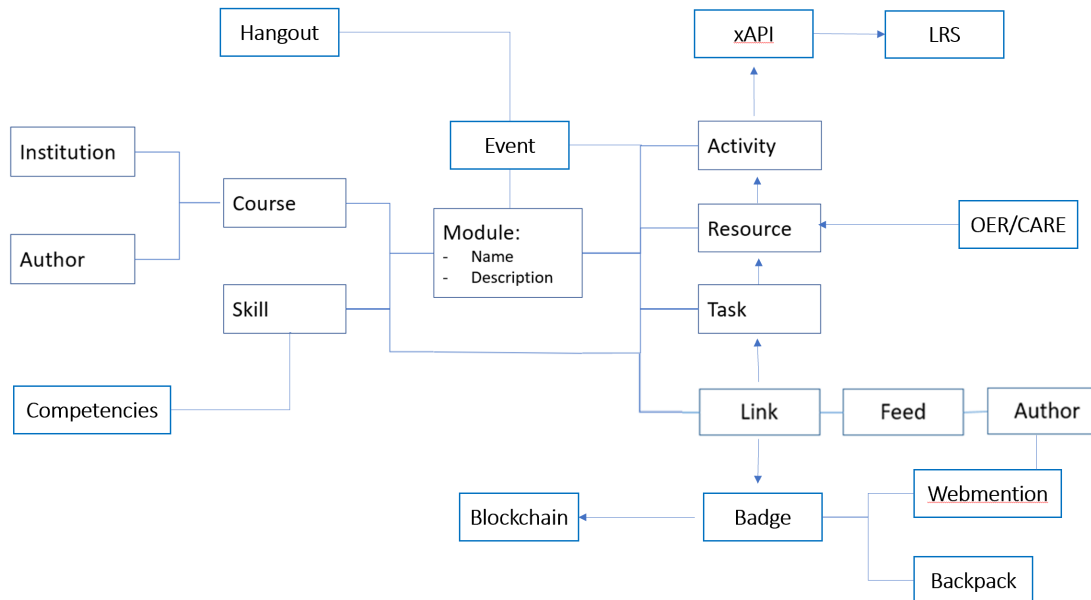 Hangout
xAPI
LRS
Institution
Event
Activity
Course
Module:
- Name
- Description
Resource
OER/CARE
Author
Skill
Task
Competencies
Link
Feed
Author
Blockchain
Badge
Webmention
Backpack